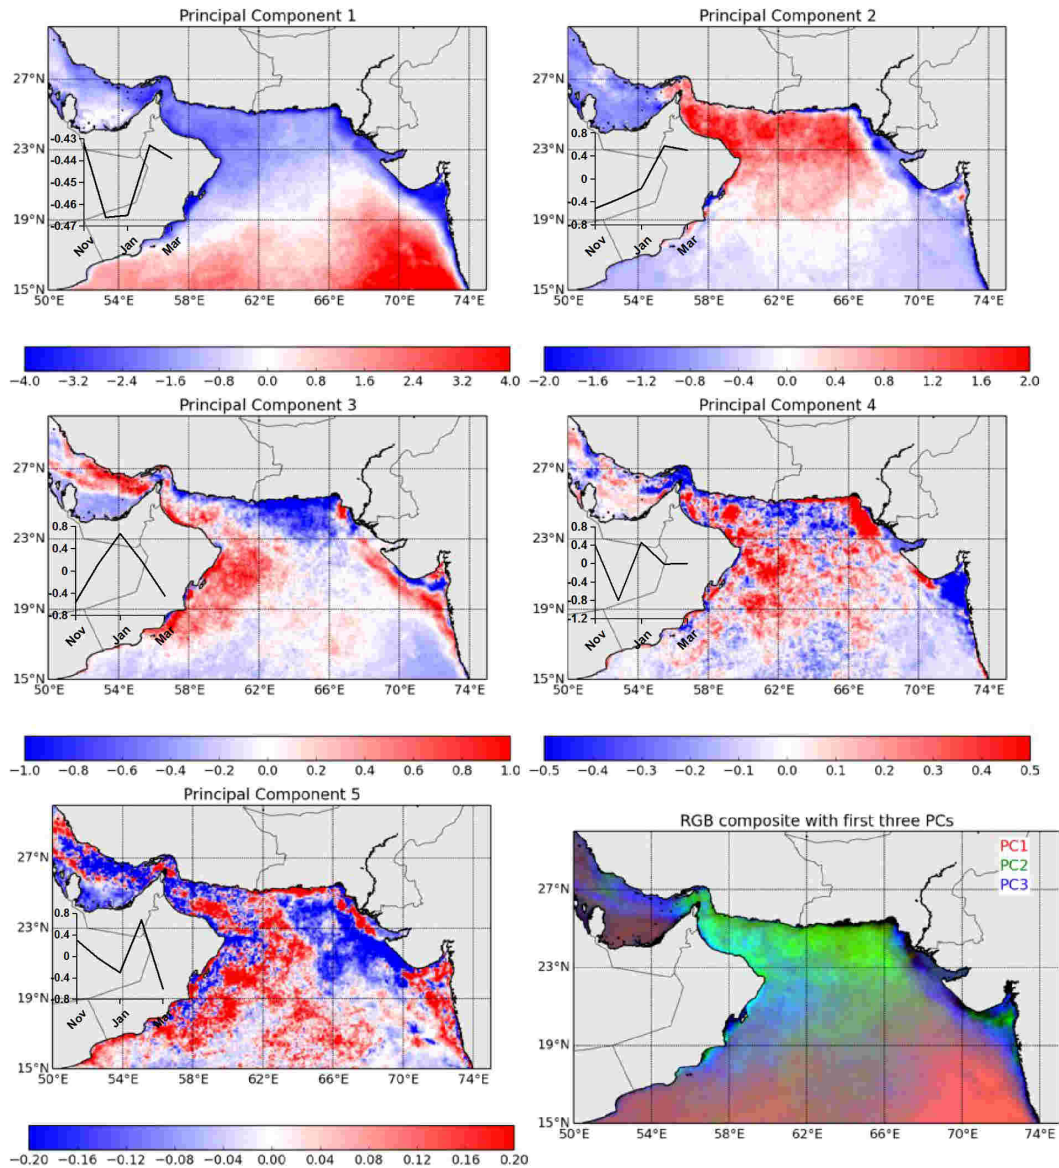 Principal Component 1
Principal Component 2
27°N
23°N
19°N
15°N
50°E 54°E 58°E 62°E 66°E 70°E 74°E
-0.43
-0.44
-0.45
-0.46
-0.47
Nov Jan Mar
27°N
23°N
19°N
15°N
50°E 54°E 58°E 62°E 66°E 70°E 74°E
0.8
0.4
0
-0.4
-0.8
Nov Jan Mar
−4.0 −3.2 −2.4 −1.6 −0.8 0.0 0.8 1.6 2.4 3.2 4.0
−2.0 −1.6 −1.2 −0.8 −0.4 0.0 0.4 0.8 1.2 1.6 2.0
Principal Component 3
Principal Component 4
27°N
23°N
19°N
15°N
50°E 54°E 58°E 62°E 66°E 70°E 74°E
0.8
0.4
0
-0.4
-0.8
Nov Jan Mar
27°N
23°N
19°N
15°N
50°E 54°E 58°E 62°E 66°E 70°E 74°E
0.8
0.4
0
-0.4
-0.8
-1.2
Nov Jan Mar
−1.0 −0.8 −0.6 −0.4 −0.2 0.0 0.2 0.4 0.6 0.8 1.0
−0.5 −0.4 −0.3 −0.2 −0.1 0.0 0.1 0.2 0.3 0.4 0.5
Principal Component 5
RGB composite with first three PCs
27°N
23°N
19°N
15°N
50°E 54°E 58°E 62°E 66°E 70°E 74°E
0.8
0.4
0
-0.4
-0.8
Nov Jan Mar
PC1
PC2
PC3
27°N
23°N
19°N
15°N
50°E 54°E 58°E 62°E 66°E 70°E 74°E
−0.20 −0.16 −0.12 −0.08 −0.04 0.00 0.04 0.08 0.12 0.16 0.20